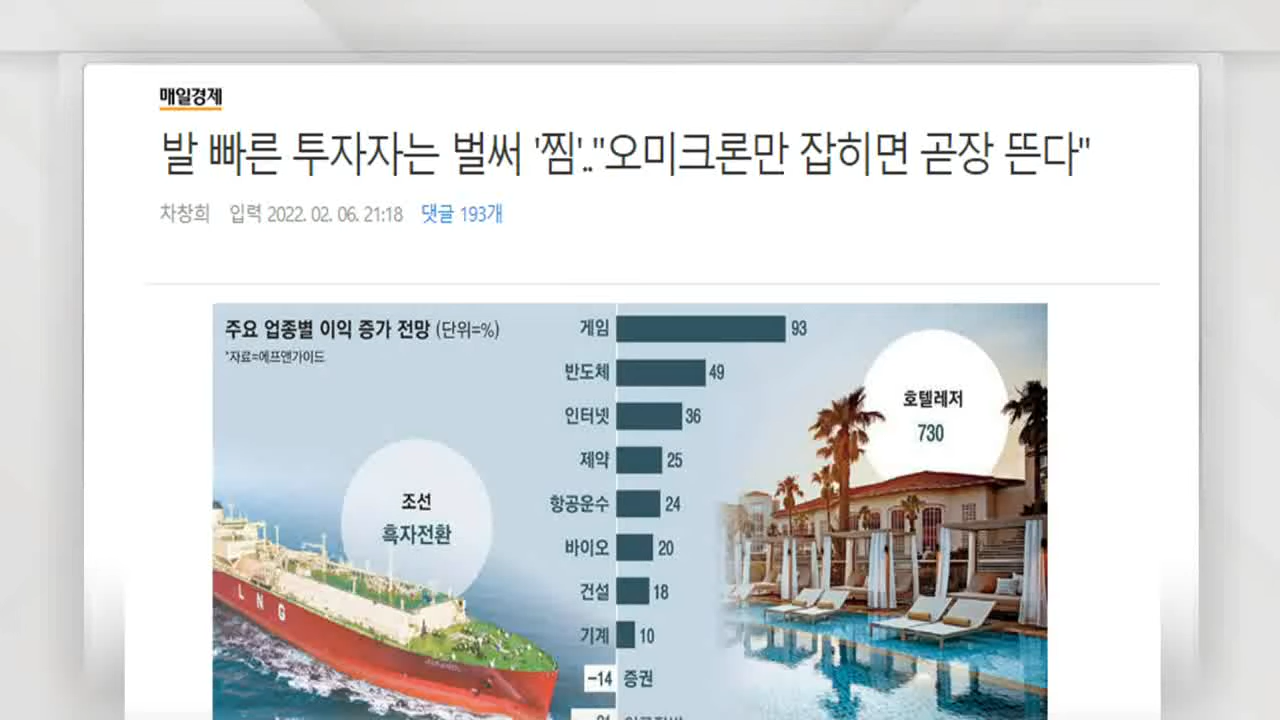 매일경제
발 빠른 투자자는 벌써 '찜'.."오미크론만 잡히면 곧장 뜬다"
차창희 입력 2022. 02. 06. 21:18 댓글 193개
주요 업종별 이익 증가 전망 (단위=%)
*자료=에프앤가이드
게임 93
반도체 49
인터넷 36
제약 25
항공운수 24
바이오 20
건설 18
기계 10
-14 증권
조선
흑자전환
호텔레저
730
LNG